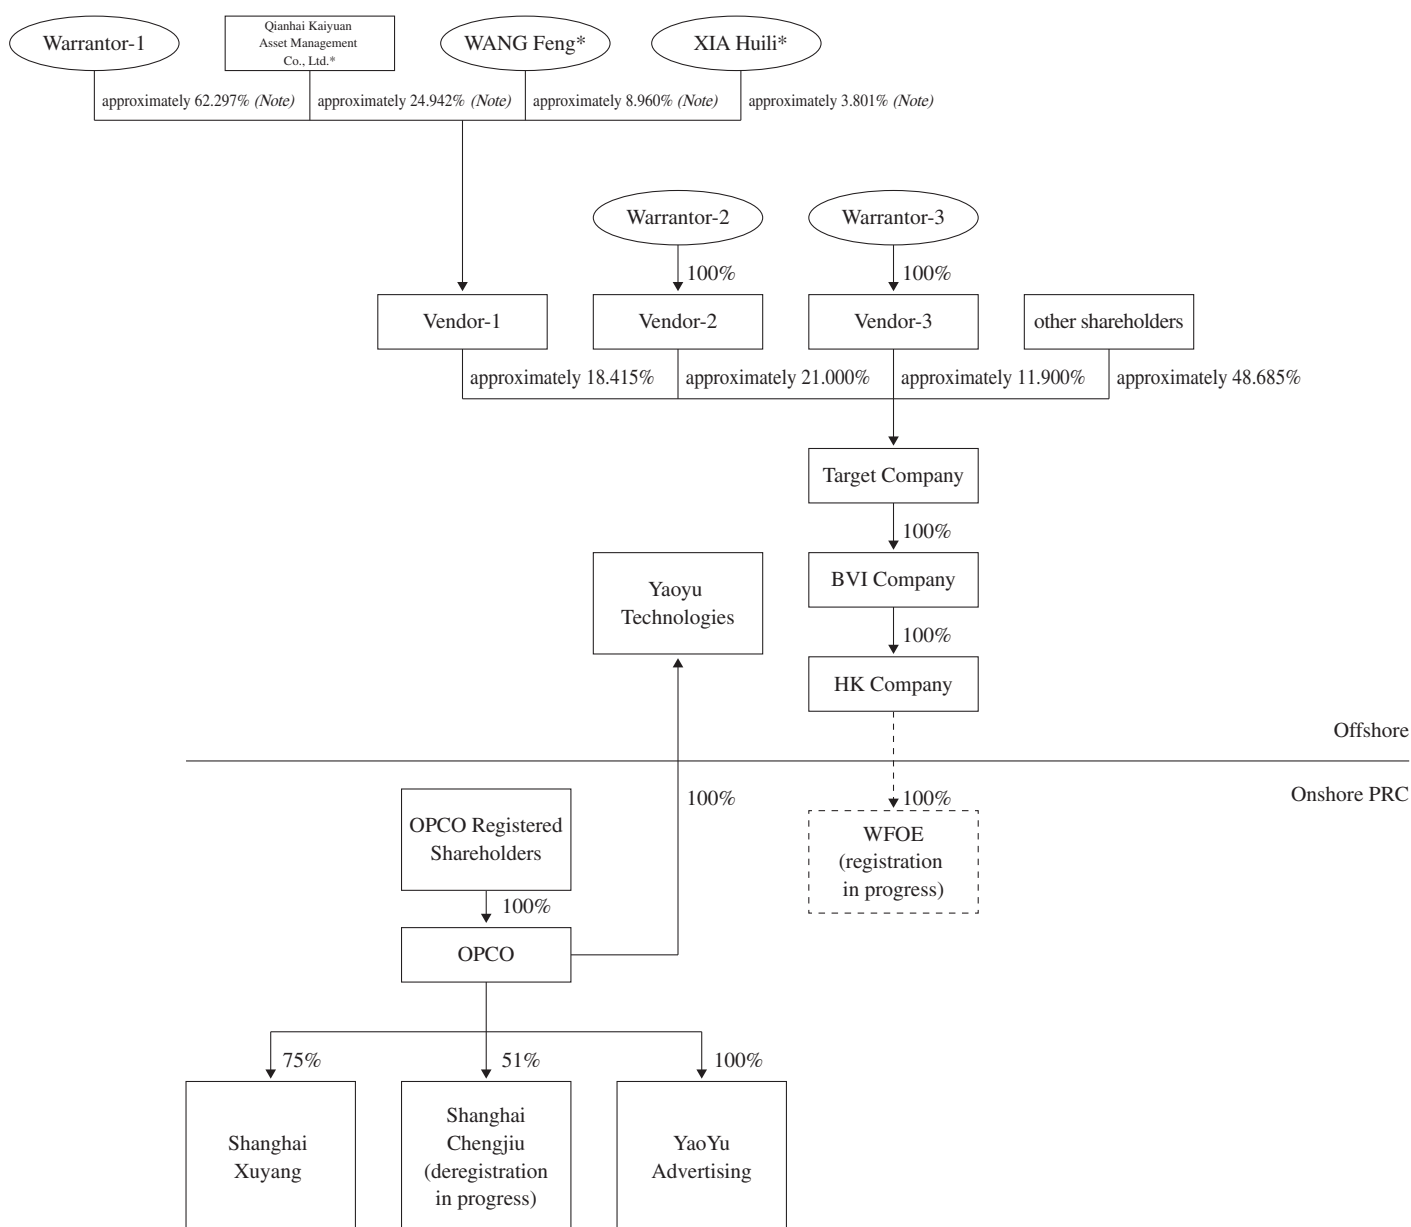 Warrantor-1
Qianhai Kaiyuan
Asset Management
Co., Ltd.*
WANG Feng*
XIA Huili*
approximately 62.297% (Note)
approximately 24.942% (Note)
approximately 8.960% (Note)
approximately 3.801% (Note)
Warrantor-2
Warrantor-3
100%
100%
Vendor-1
Vendor-2
Vendor-3
other shareholders
approximately 18.415%
approximately 21.000%
approximately 11.900%
approximately 48.685%
Target Company
100%
Yaoyu
Technologies
BVI Company
100%
HK Company
Offshore
Onshore PRC
100%
100%
OPCO Registered
Shareholders
WFOE
(registration
in progress)
100%
OPCO
75%
51%
100%
Shanghai
Xuyang
Shanghai
Chengjiu
(deregistration
in progress)
YaoYu
Advertising